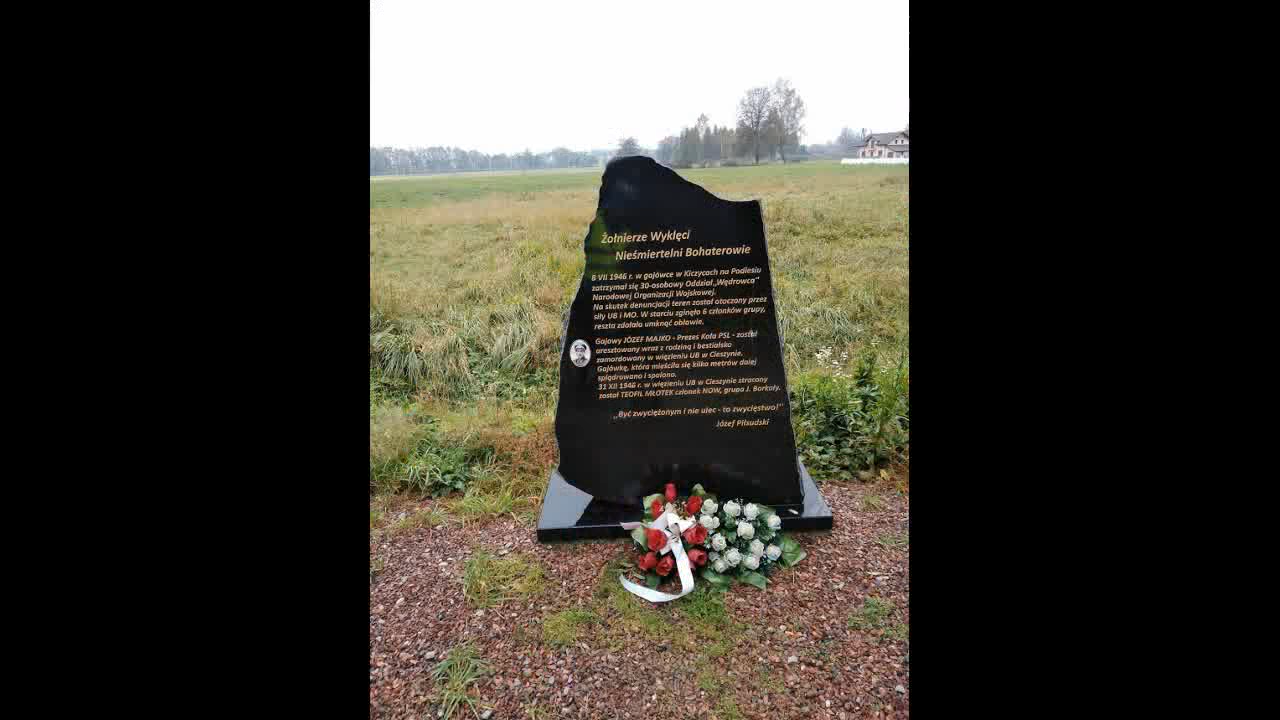 Żołnierze Wyklęci
Nieśmiertelni Bohaterowie
8 VII 1946 r. w gajówce w Kiczycach na Podlesiu
zatrzymał się 30-osobowy Oddział „Wędrowca"
Narodowej Organizacji Wojskowej.
Na skutek denuncjacji teren został otoczony przez
siły UB i MO. W starciu zginęło 6 członków grupy,
reszta zdołała umknąć obławie.
Gajowy JÓZEF MAJKO - Prezes Koła PSL - został
aresztowany wraz z rodziną i bestialsko
zamordowany w więzieniu UB w Cieszynie.
Gajówkę, która mieściła się kilka metrów dalej
splądrowano i spalono.
31 XII 1946 r. w więzieniu UB w Cieszynie stracony
został TEOFIL MŁOTEK członek NOW, grupa J. Barkały.
„Być zwyciężonym i nie ulec - to zwycięstwo!"
Józef Piłsudski